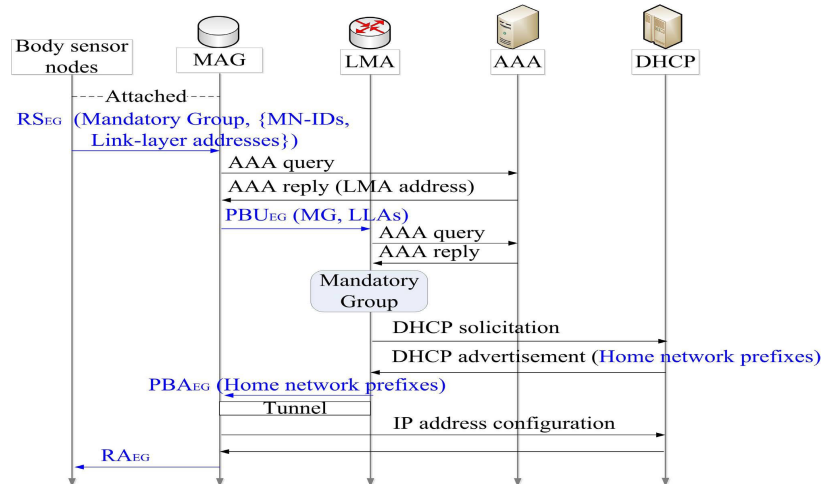 Body sensor
nodes
MAG
LMA
AAA
DHCP
Attached
RSEG (Mandatory Group, {MN-IDs,
Link-layer addresses})
AAA query
AAA reply (LMA address)
PBUEG (MG, LLAs)
AAA query
AAA reply
Mandatory
Group
DHCP solicitation
DHCP advertisement (Home network prefixes)
PBAEG (Home network prefixes)
Tunnel
IP address configuration
RAEG